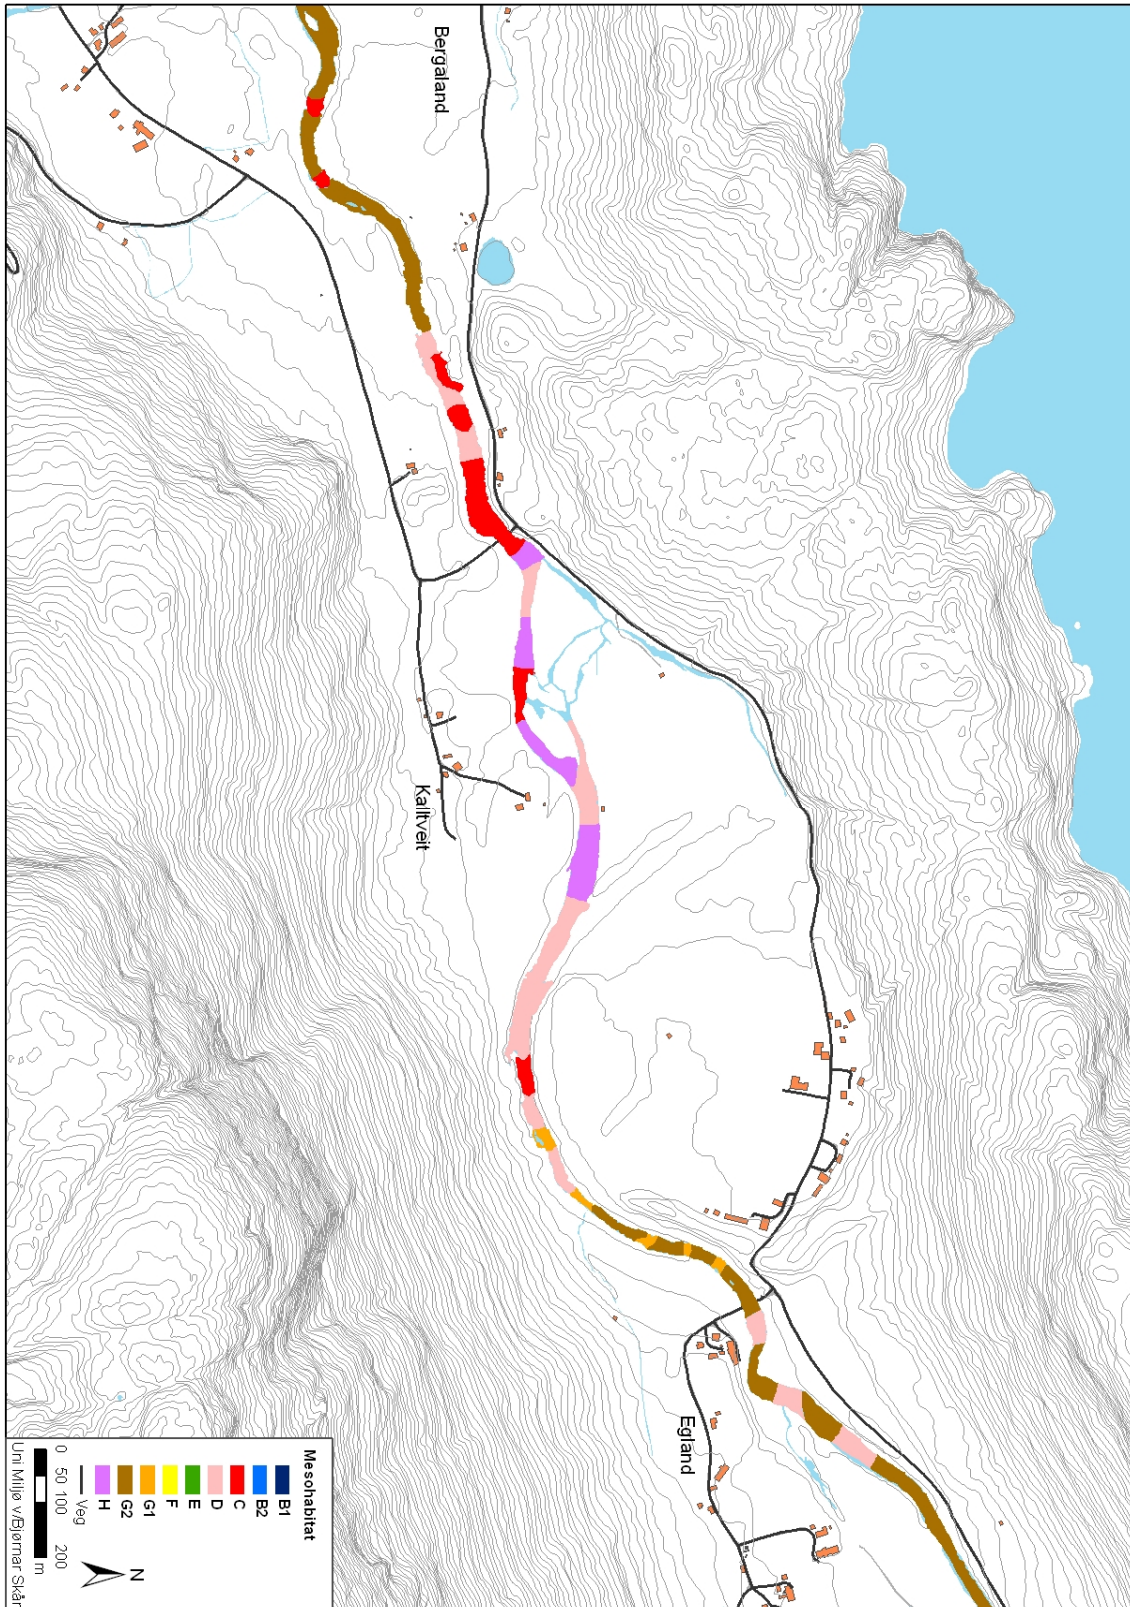 Bergaland
Kalltveit
Egland
Mesohabitat
B1
B2
C
D
E
F
G1
G2
H
Veg
0 50 100 200
m
N
Uni Miljø v/Bjørnar Skår